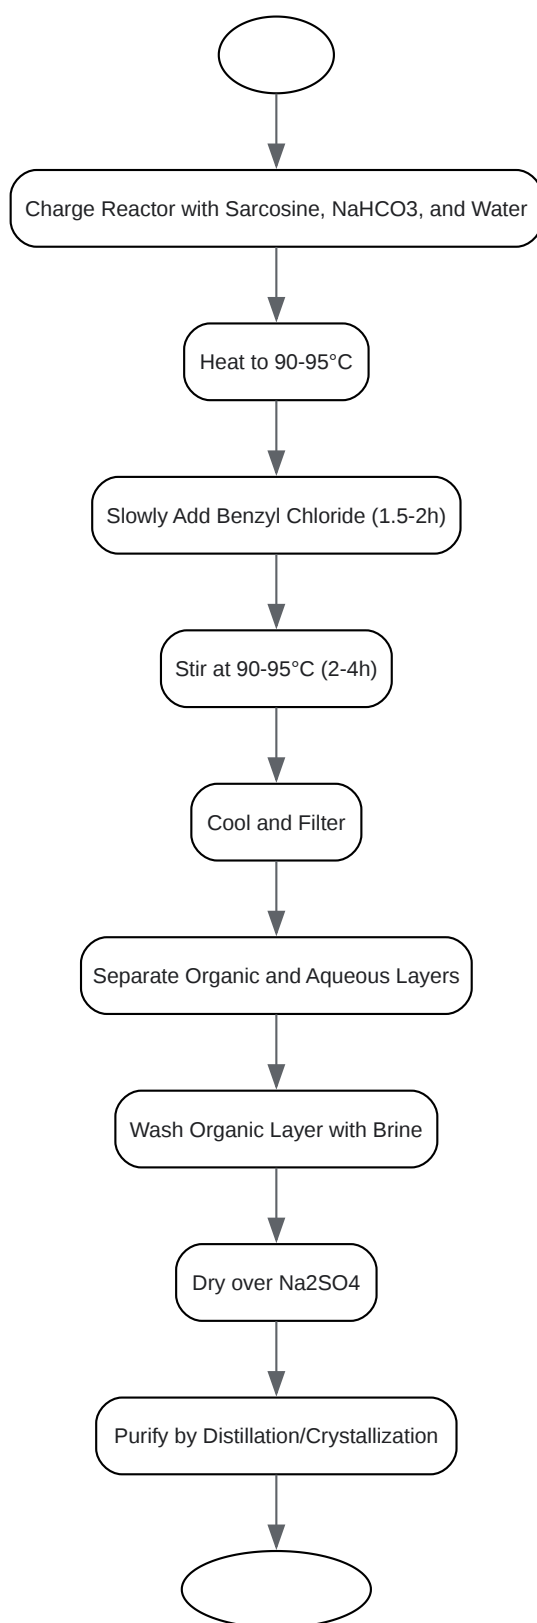 Charge Reactor with Sarcosine, NaHCO3, and Water
Heat to 90-95°C
Slowly Add Benzyl Chloride (1.5-2h)
Stir at 90-95°C (2-4h)
Cool and Filter
Separate Organic and Aqueous Layers
Wash Organic Layer with Brine
Dry over Na2SO4
Purify by Distillation/Crystallization